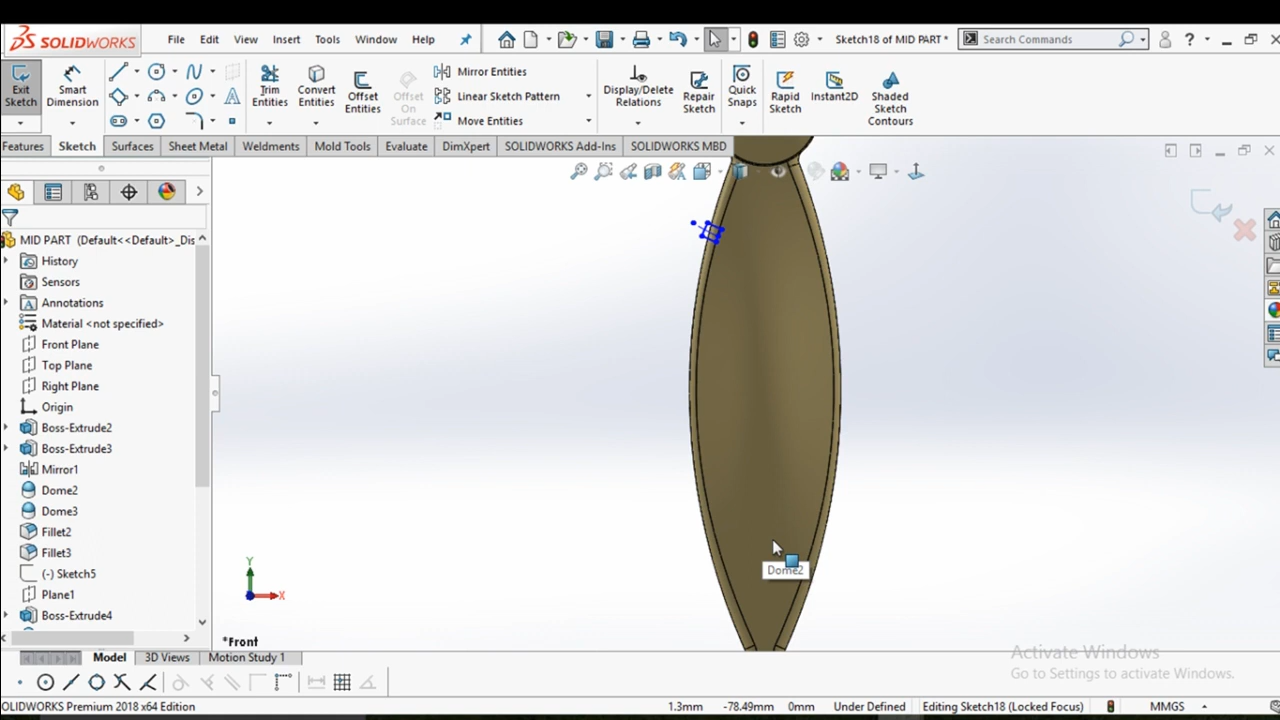 SOLIDWORKS
File Edit View Insert Tools Window Help
Sketch18 of MID PART *
Search Commands
Exit Sketch
Smart Dimension
Trim Entities
Convert Entities
Offset Entities
Offset On Surface
Mirror Entities
Linear Sketch Pattern
Move Entities
Display/Delete Relations
Repair Sketch
Quick Snaps
Rapid Sketch
Instant2D
Shaded Sketch Contours
Features Sketch Surfaces Sheet Metal Weldments Mold Tools Evaluate DimXpert SOLIDWORKS Add-Ins SOLIDWORKS MBD
MID PART (Default<<Default>_Dis
History
Sensors
Annotations
Material <not specified>
Front Plane
Top Plane
Right Plane
Origin
Boss-Extrude2
Boss-Extrude3
Mirror1
Dome2
Dome3
Fillet2
Fillet3
(-) Sketch5
Plane1
Boss-Extrude4
Dome2
Y
X
*Front
Activate Windows
Go to Settings to activate Windows.
Model 3D Views Motion Study 1
SOLIDWORKS Premium 2018 x64 Edition
1.3mm -78.49mm 0mm Under Defined Editing Sketch18 (Locked Focus) MMGS